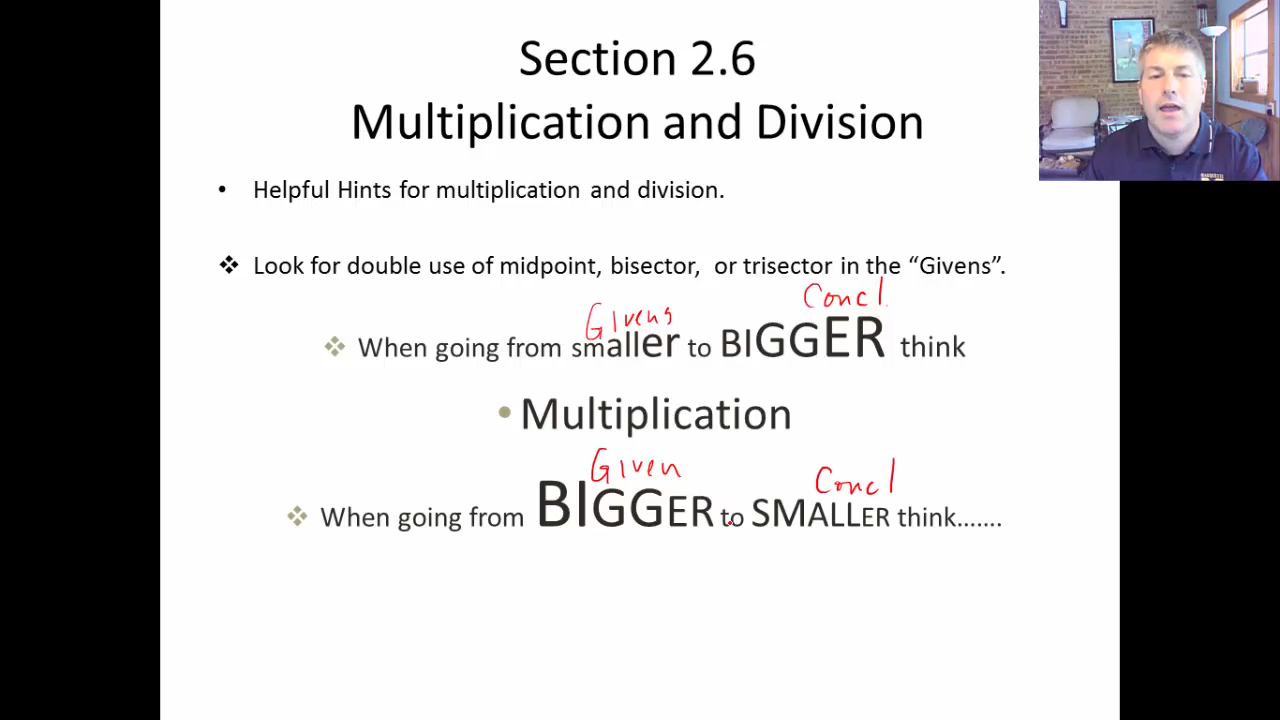 Section 2.6
Multiplication and Division
• Helpful Hints for multiplication and division.
❖ Look for double use of midpoint, bisector, or trisector in the “Givens”.
Givens Concl.
❖ When going from smaller to BIGGER think
• Multiplication
Given Concl
❖ When going from BIGGER to SMALLER think…….